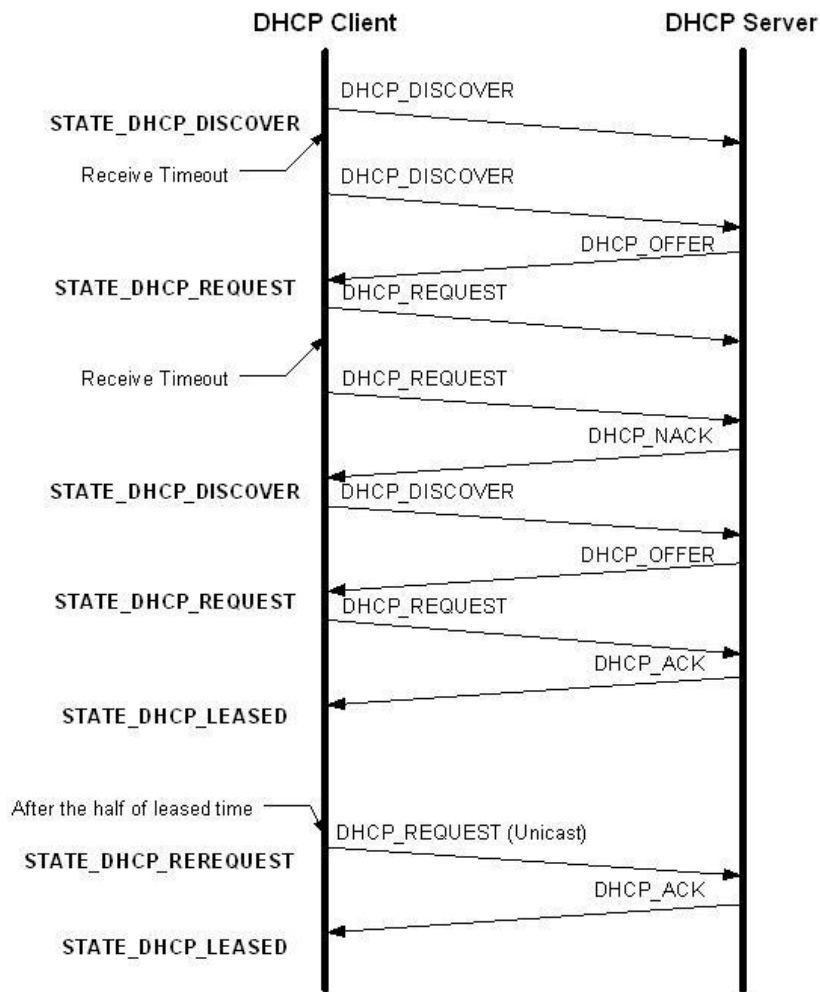 DHCP Client
DHCP Server
DHCP_DISCOVER
STATE_DHCP_DISCOVER
Receive Timeout
DHCP_DISCOVER
DHCP_OFFER
STATE_DHCP_REQUEST
DHCP_REQUEST
Receive Timeout
DHCP_REQUEST
DHCP_NACK
STATE_DHCP_DISCOVER
DHCP_DISCOVER
DHCP_OFFER
STATE_DHCP_REQUEST
DHCP_REQUEST
DHCP_ACK
STATE_DHCP_LEASED
After the half of leased time
DHCP_REQUEST (Unicast)
STATE_DHCP_REREQUEST
DHCP_ACK
STATE_DHCP_LEASED